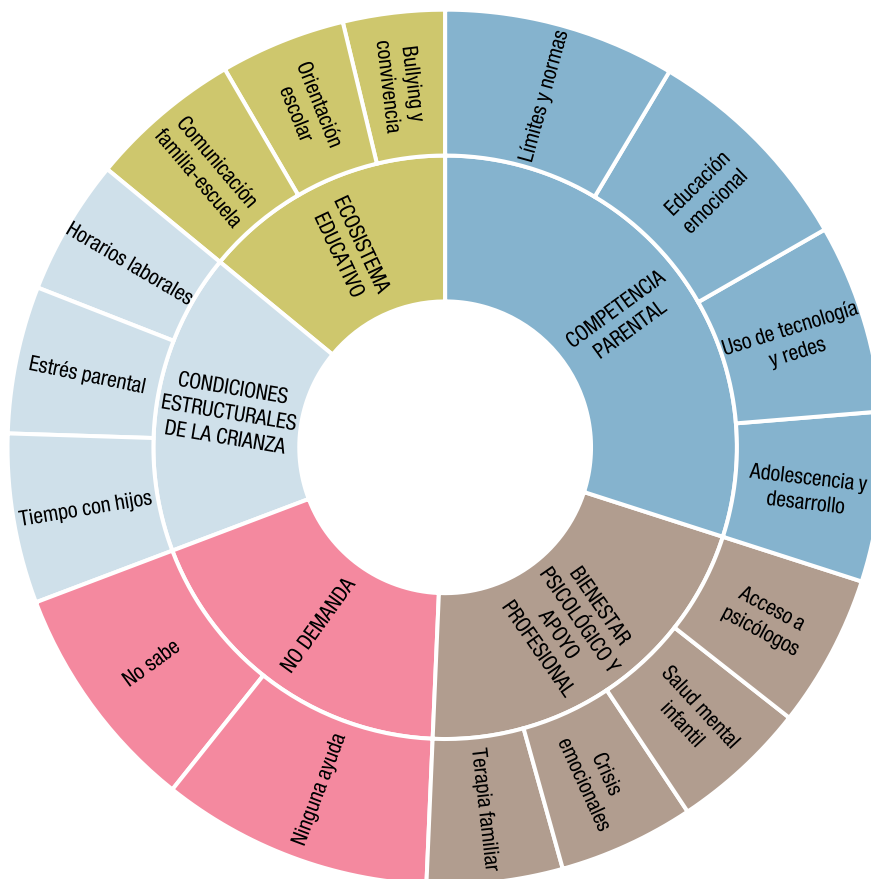 COMPETENCIA
PARENTAL
Límites y normas
Educación
emocional
Uso de tecnología
y redes
Adolescencia y
desarrollo
BIENESTAR
PSICOLÓGICO Y
APOYO
PROFESIONAL
Acceso a
psicólogos
Salud mental
infantil
Crisis
emocionales
Terapia familiar
NO DEMANDA
Ninguna ayuda
No sabe
CONDICIONES
ESTRUCTURALES
DE LA CRIANZA
Tiempo con hijos
Estrés parental
Horarios laborales
ECOSISTEMA
EDUCATIVO
Comunicación
familia-escuela
Orientación
escolar
Bullying y
convivencia